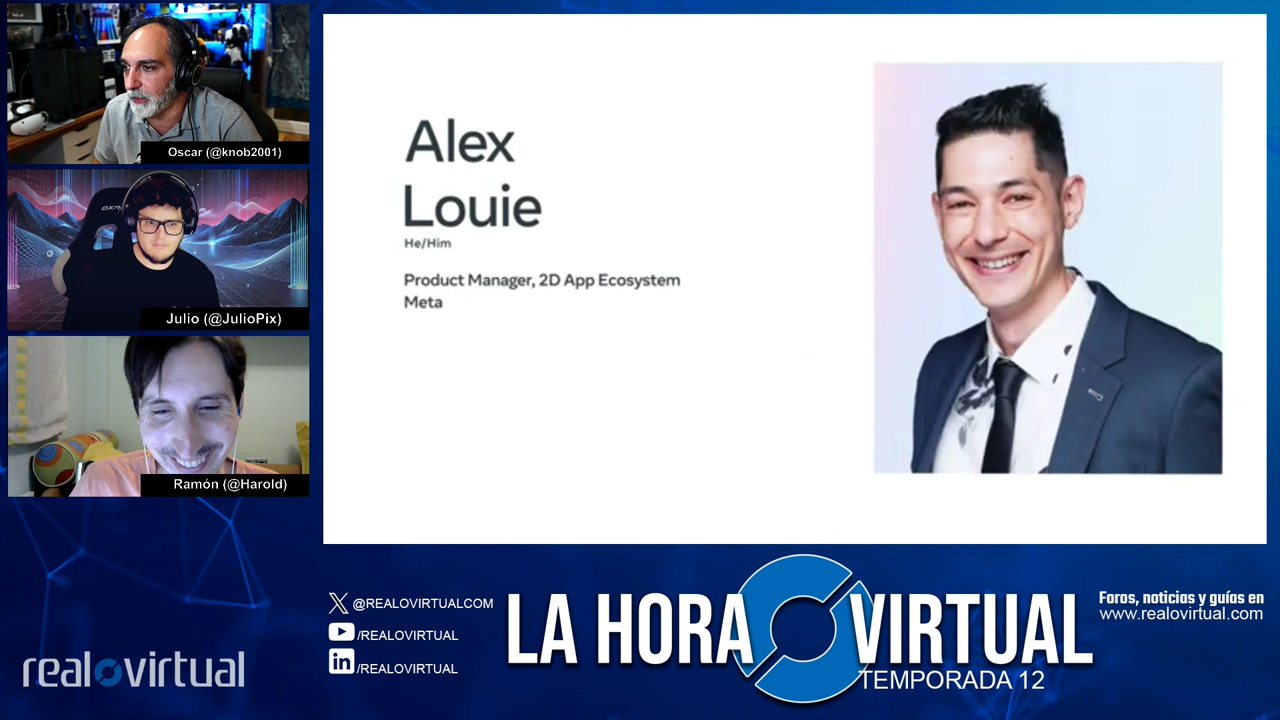 Oscar (@knob2001)
Julio (@JulioPix)
Ramón (@Harold)
Alex
Louie
He/Him
Product Manager, 2D App Ecosystem
Meta
@REALOVIRTUALCOM
/REALOVIRTUAL
/REALOVIRTUAL
LA HORA VIRTUAL
TEMPORADA 12
Foros, noticias y guías en
www.realovirtual.com
realovirtual